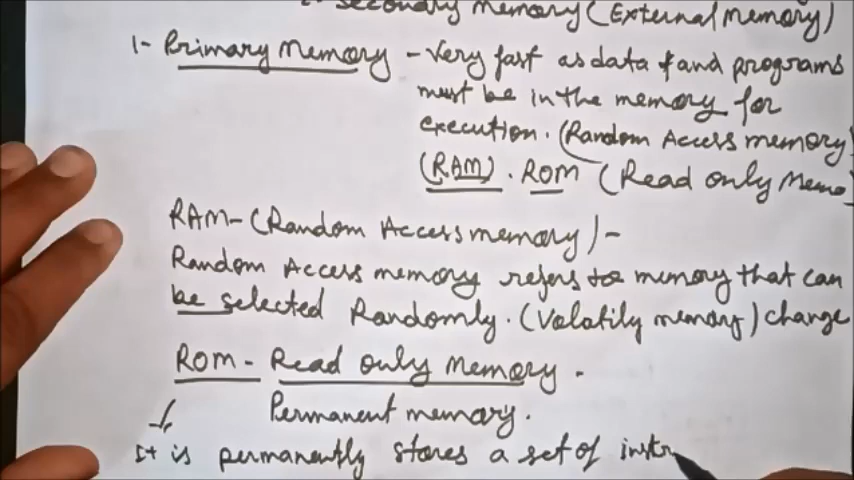 2- Secondary Memory (External Memory)
1- Primary Memory - Very fast as data f and programs
must be in the memory for
execution. (Random Access memory)
(RAM). ROM (Read only Memo
RAM- (Random Access memory) -
Random Access memory refers to memory that can
be selected Randomly. (Volatily memory) change
ROM - Read only Memory.
Permanent memory.
It is permanently stores a set of instr